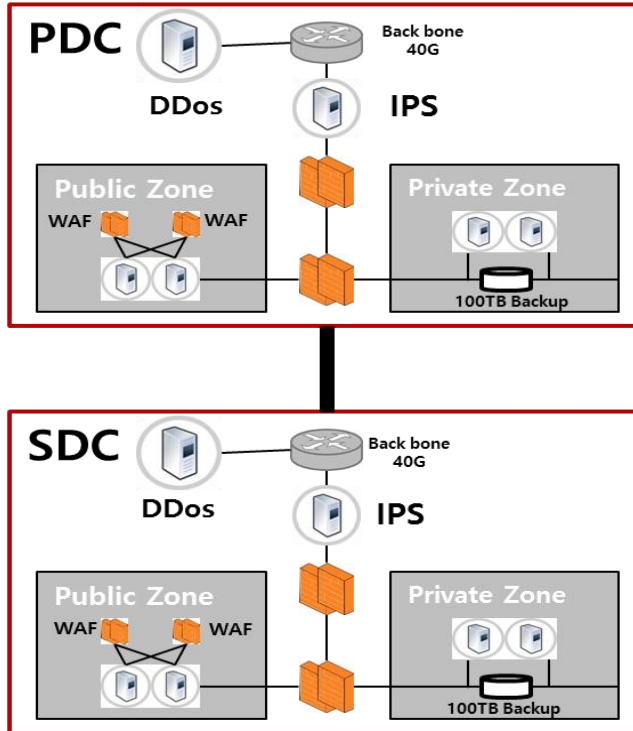 PDC
Back bone
40G
DDos
IPS
Public Zone
WAF
WAF
Private Zone
100TB Backup
SDC
Back bone
40G
DDos
IPS
Public Zone
WAF
WAF
Private Zone
100TB Backup